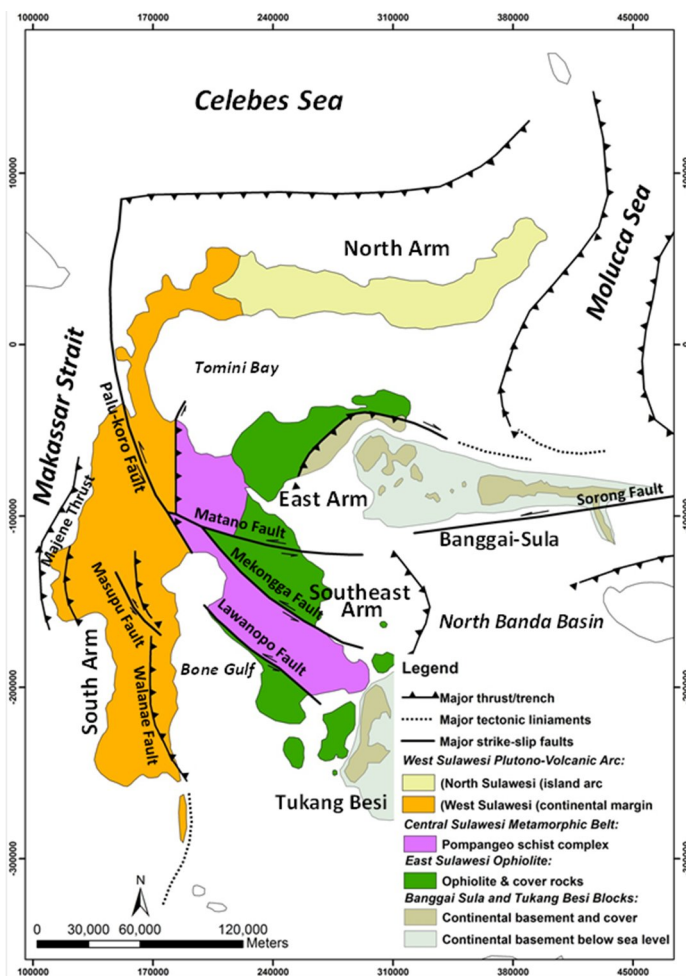 100000 170000 240000 310000 380000 450000
Celebes Sea
100000
North Arm
Molucca Sea
0
Makassar Strait
Tomini Bay
Palu-koro Fault
Majene Thrust
East Arm
Sorong Fault
-100000
Matano Fault
Banggai-Sula
Mekongga Fault
Masupu Fault
Southeast
Arm
Lawanopo Fault
North Banda Basin
South Arm
Bone Gulf
Walanae Fault
-200000
Tukang Besi
-300000
Legend
Major thrust/trench
Major tectonic liniaments
Major strike-slip faults
West Sulawesi Plutono-Volcanic Arc:
(North Sulawesi (island arc
(West Sulawesi (continental margin
Central Sulawesi Metamorphic Belt:
Pompangeo schist complex
East Sulawesi Ophiolite:
Ophiolite & cover rocks
Banggai Sula and Tukang Besi Blocks:
Continental basement and cover
Continental basement below sea level
N
0 30,000 60,000 120,000
Meters
100000 170000 240000 310000 380000 450000